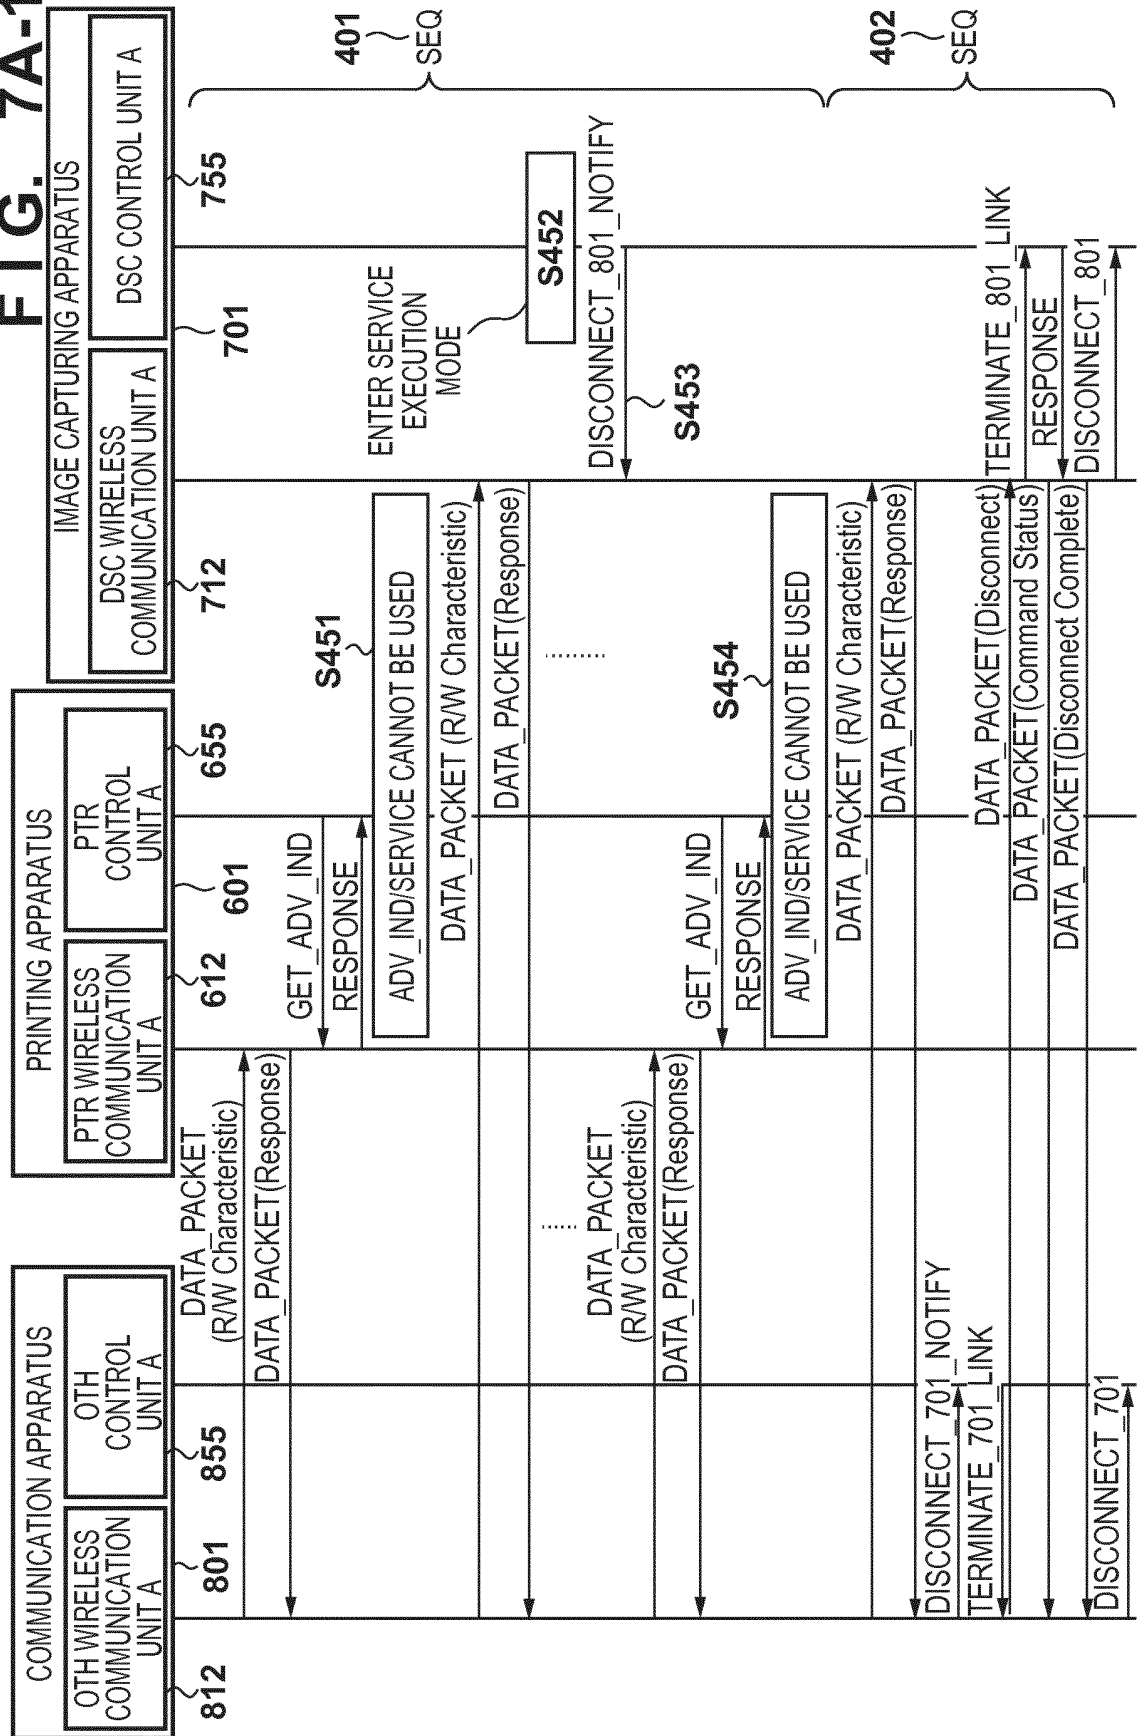 FIG. 7A-1
COMMUNICATION APPARATUS
OTH WIRELESS
COMMUNICATION
UNIT A
OTH
CONTROL
UNIT A
812
801
855
PRINTING APPARATUS
PTR WIRELESS
COMMUNICATION
UNIT A
PTR
CONTROL
UNIT A
612
601
655
IMAGE CAPTURING APPARATUS
DSC WIRELESS
COMMUNICATION UNIT A
DSC CONTROL UNIT A
712
701
755
DATA_PACKET
(R/W Characteristic)
DATA_PACKET(Response)
GET_ADV_IND
RESPONSE
S451
ADV_IND/SERVICE CANNOT BE USED
DATA_PACKET (R/W Characteristic)
DATA_PACKET(Response)
ENTER SERVICE
EXECUTION
MODE
S452
DISCONNECT_801_NOTIFY
S453
401
SEQ
DATA_PACKET
(R/W Characteristic)
DATA_PACKET(Response)
GET_ADV_IND
RESPONSE
S454
ADV_IND/SERVICE CANNOT BE USED
DATA_PACKET (R/W Characteristic)
DATA_PACKET(Response)
402
SEQ
DISCONNECT_701_NOTIFY
TERMINATE_701_LINK
DATA_PACKET(Disconnect)
TERMINATE_801_LINK
DATA_PACKET(Command Status)
RESPONSE
DATA_PACKET(Disconnect Complete)
DISCONNECT_801
DISCONNECT_701